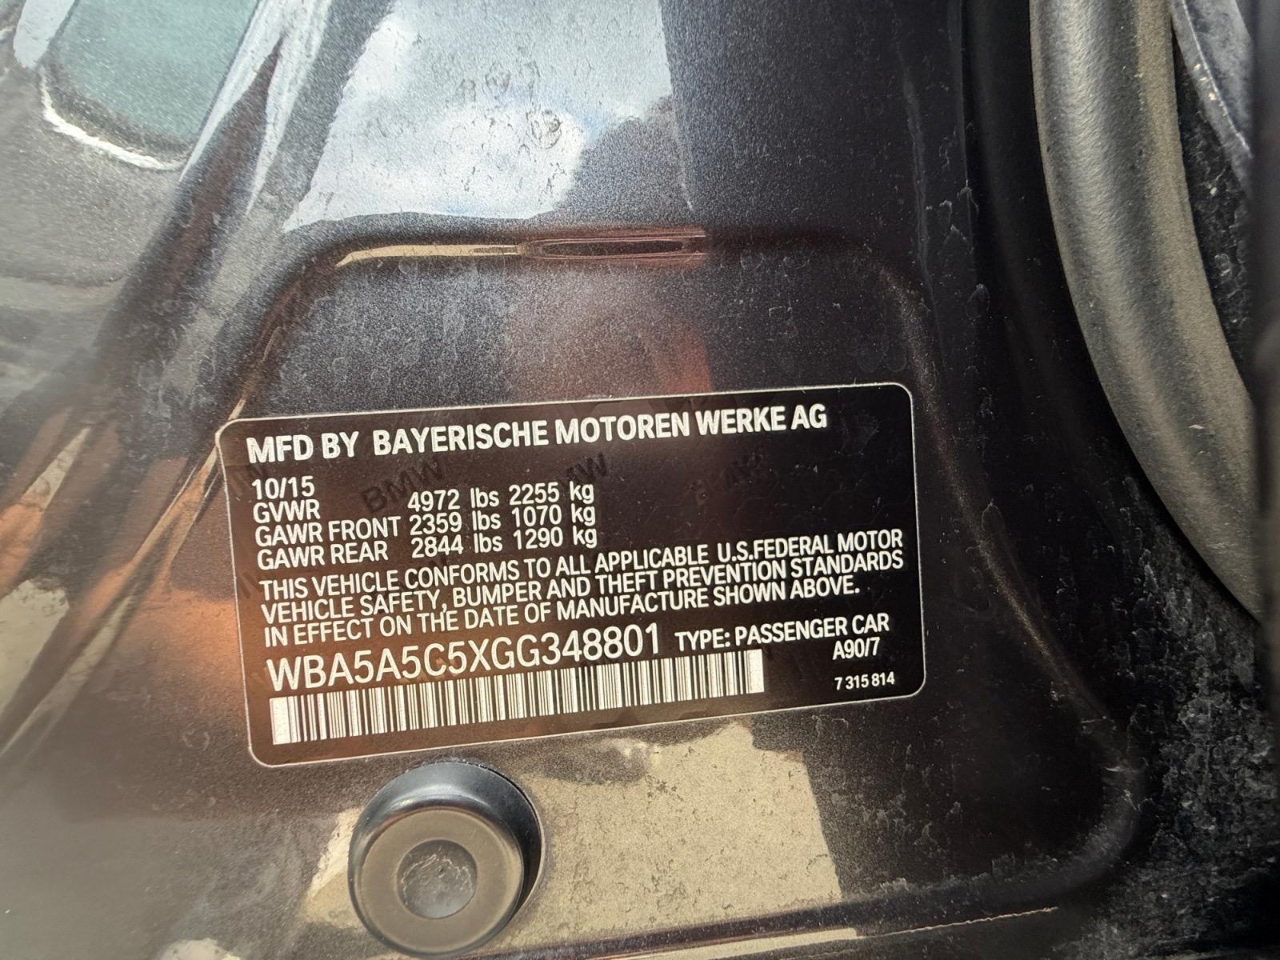 MFD BY BAYERISCHE MOTOREN WERKE AG
10/15
GVWR 4972 lbs 2255 kg
GAWR FRONT 2359 lbs 1070 kg
GAWR REAR 2844 lbs 1290 kg
THIS VEHICLE CONFORMS TO ALL APPLICABLE U.S.FEDERAL MOTOR
VEHICLE SAFETY, BUMPER AND THEFT PREVENTION STANDARDS
IN EFFECT ON THE DATE OF MANUFACTURE SHOWN ABOVE.
WBA5A5C5XGG348801 TYPE: PASSENGER CAR
A90/7
7 315 814
BMW